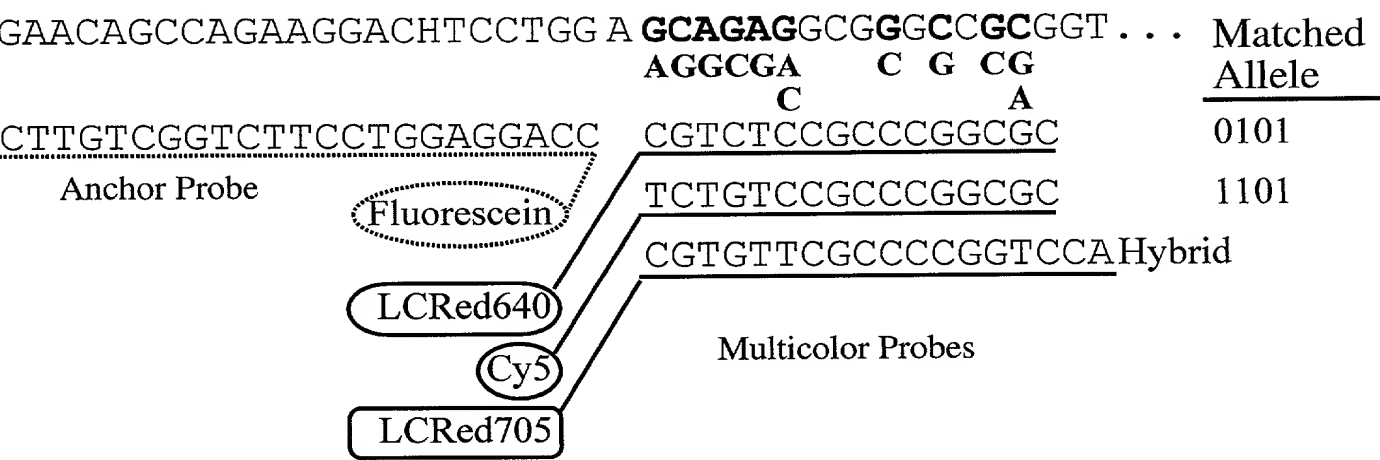 GAACAGCCAGAAGGACHTCCTGG A GCAGAGGCGGGCCGCGGT... Matched
AGGCGA C G CG Allele
C A
CTTGTCGGTCTTCCTGGAGGACC CGTCTCCGCCCGGCGC 0101
Anchor Probe TCTGTCCGCCCGGCGC 1101
Fluorescein
CGTGTTCGCCCCGGTCCA Hybrid
LCRed640
Multicolor Probes
Cy5
LCRed705